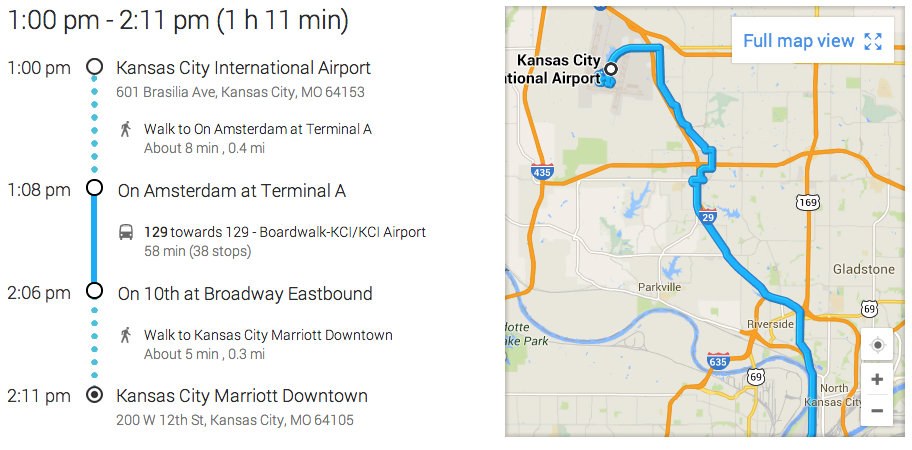 1:00 pm - 2:11 pm (1 h 11 min)
1:00 pm Kansas City International Airport
601 Brasilia Ave, Kansas City, MO 64153
Walk to On Amsterdam at Terminal A
About 8 min , 0.4 mi
1:08 pm On Amsterdam at Terminal A
129 towards 129 - Boardwalk-KCI/KCI Airport
58 min (38 stops)
2:06 pm On 10th at Broadway Eastbound
Walk to Kansas City Marriott Downtown
About 5 min , 0.3 mi
2:11 pm Kansas City Marriott Downtown
200 W 12th St, Kansas City, MO 64105
Full map view
Kansas City
tional Airport
435
169
29
Gladstone
Parkville
69
Riverside
lotte
ke Park
635
69
North
Kansas City
+
−